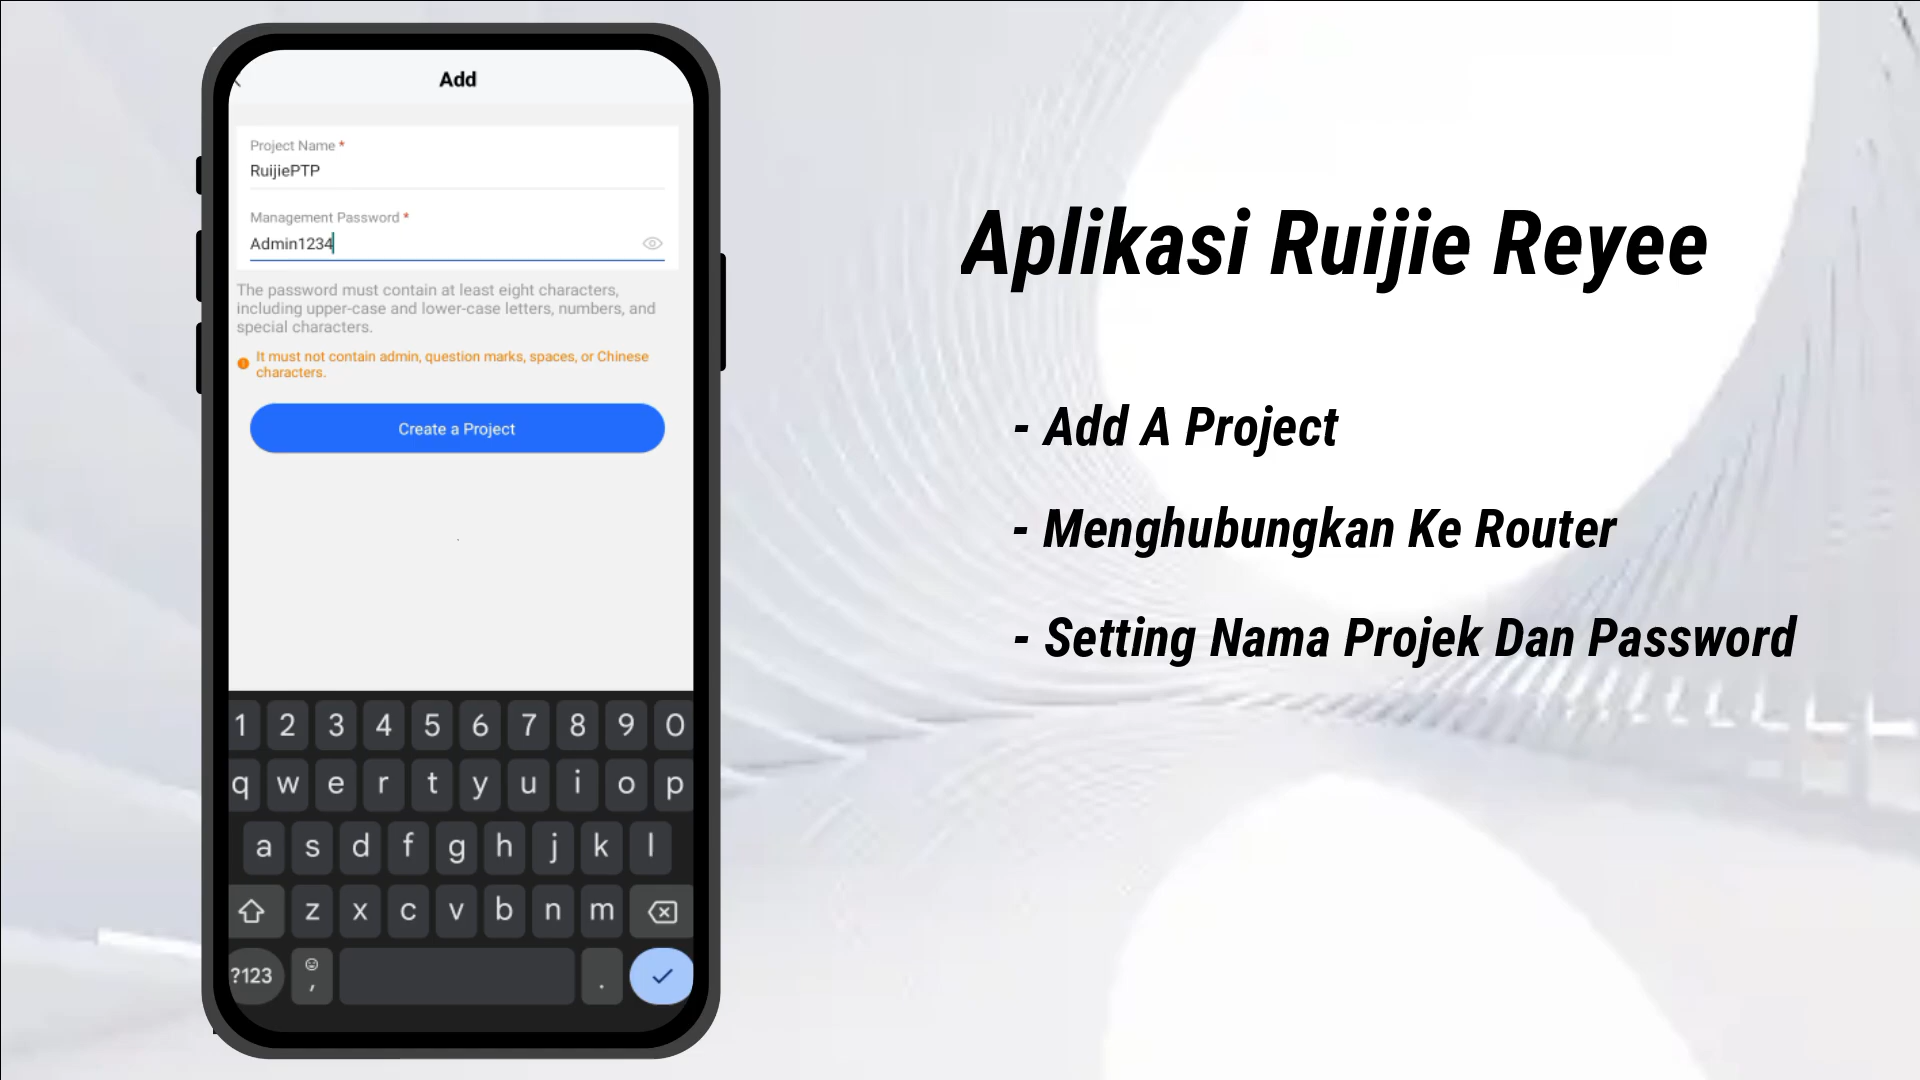 Add
Project Name *
RuijiePTP
Management Password *
Admin1234
The password must contain at least eight characters,
including upper-case and lower-case letters, numbers, and
special characters.
It must not contain admin, question marks, spaces, or Chinese
characters.
Create a Project
1 2 3 4 5 6 7 8 9 0
q w e r t y u i o p
a s d f g h j k l
z x c v b n m
?123 , .
Aplikasi Ruijie Reyee
- Add A Project
- Menghubungkan Ke Router
- Setting Nama Projek Dan Password